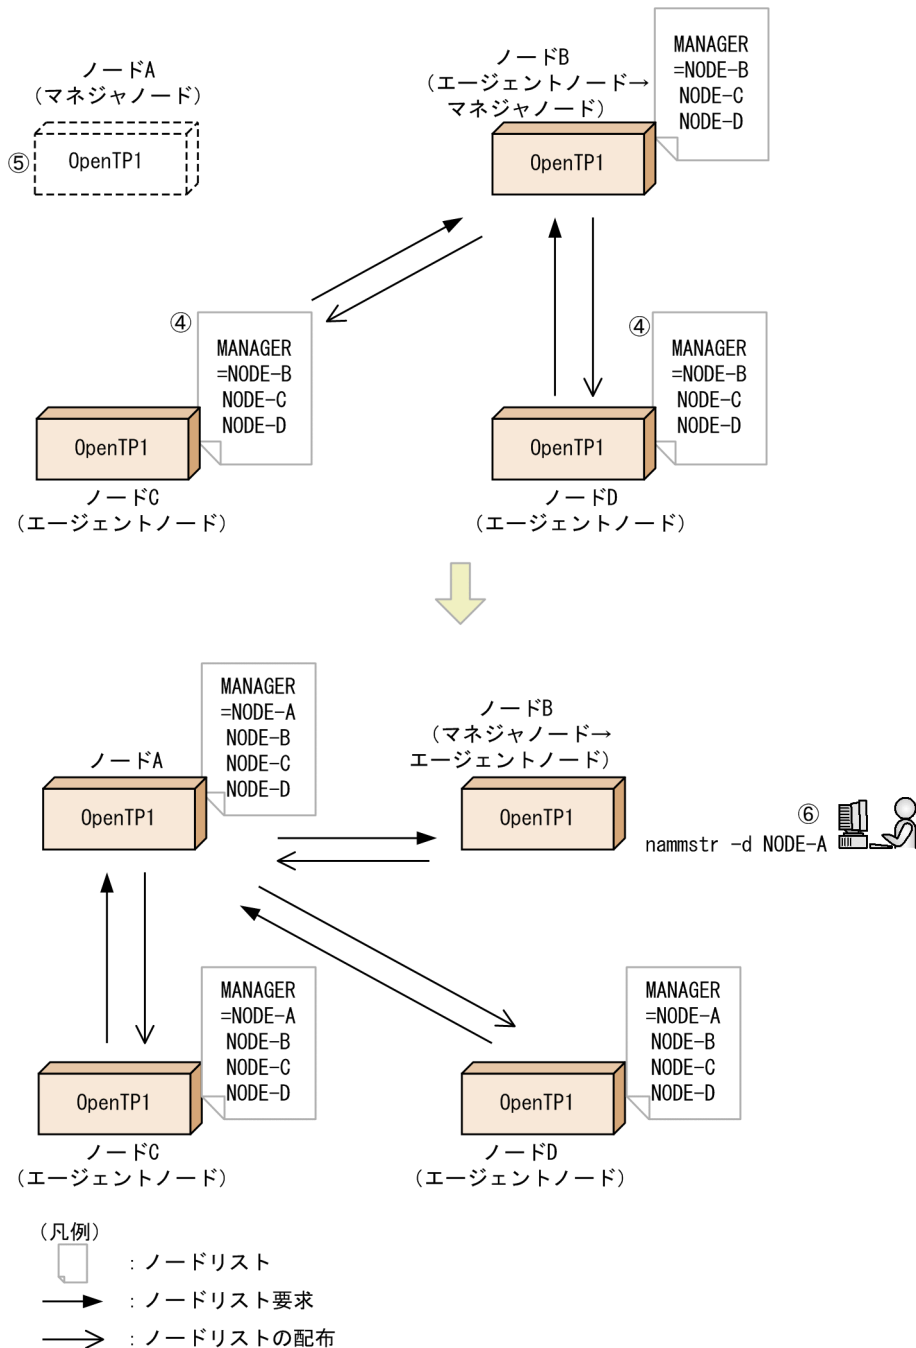 ノードA
（マネジャノード）
⑤
OpenTP1
ノードB
（エージェントノード→
マネジャノード）
OpenTP1
MANAGER
=NODE-B
NODE-C
NODE-D
④
MANAGER
=NODE-B
NODE-C
NODE-D
OpenTP1
ノードC
（エージェントノード）
④
MANAGER
=NODE-B
NODE-C
NODE-D
OpenTP1
ノードD
（エージェントノード）
MANAGER
=NODE-A
NODE-B
NODE-C
NODE-D
ノードA
OpenTP1
ノードB
（マネジャノード→
エージェントノード）
OpenTP1
⑥
nammstr -d NODE-A
MANAGER
=NODE-A
NODE-B
NODE-C
NODE-D
OpenTP1
ノードC
（エージェントノード）
MANAGER
=NODE-A
NODE-B
NODE-C
NODE-D
OpenTP1
ノードD
（エージェントノード）
（凡例）
：ノードリスト
：ノードリスト要求
：ノードリストの配布